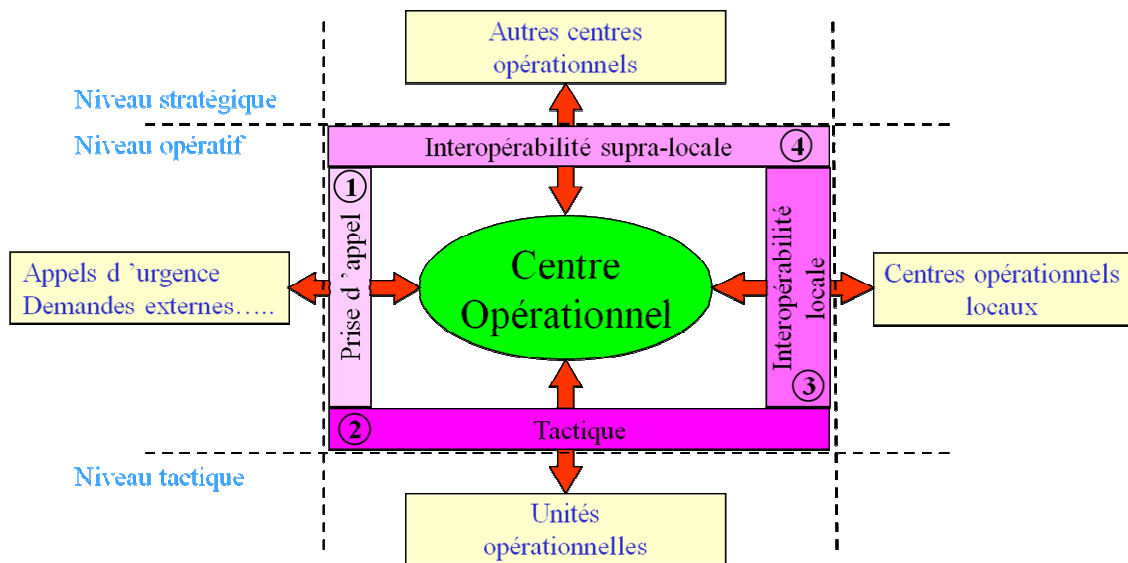 Autres centres
opérationnels
Niveau stratégique
Niveau opératif
Interopérabilité supra-locale
4
1
Prise d ’appel
Interopérabilité
locale
3
Centre
Opérationnel
Appels d ’urgence
Demandes externes…..
Centres opérationnels
locaux
2
Tactique
Niveau tactique
Unités
opérationnelles